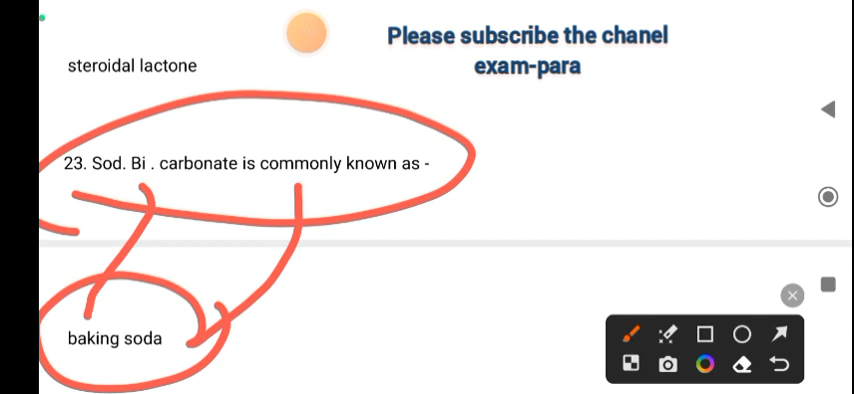 Please subscribe the chanel
exam-para
steroidal lactone
23. Sod. Bi . carbonate is commonly known as -
baking soda